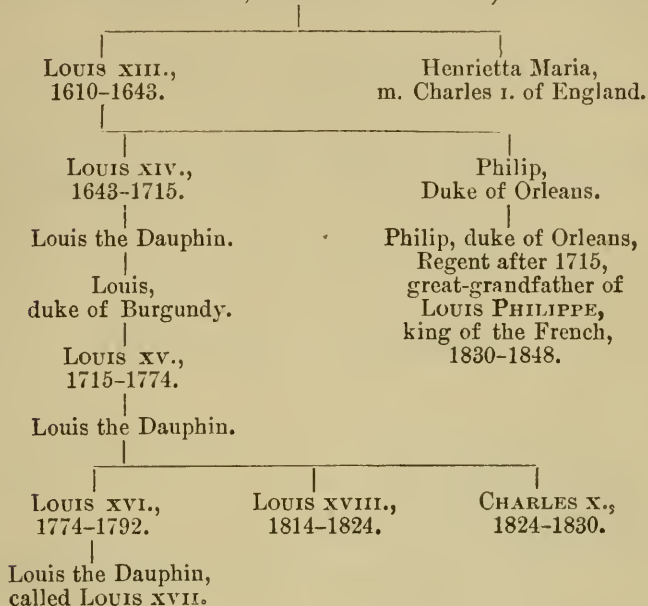 Louis XIII.,
1610-1643.
Henrietta Maria,
m. Charles I. of England.
Louis XIV.,
1643-1715.
Philip,
Duke of Orleans.
Louis the Dauphin.
Philip, duke of Orleans,
Regent after 1715,
great-grandfather of
Louis Philippe,
king of the French,
1830-1848.
Louis,
duke of Burgundy.
Louis XV.,
1715-1774.
Louis the Dauphin.
Louis XVI.,
1774-1792.
Louis XVIII.,
1814-1824.
Charles X.,
1824-1830.
Louis the Dauphin,
called Louis XVII.